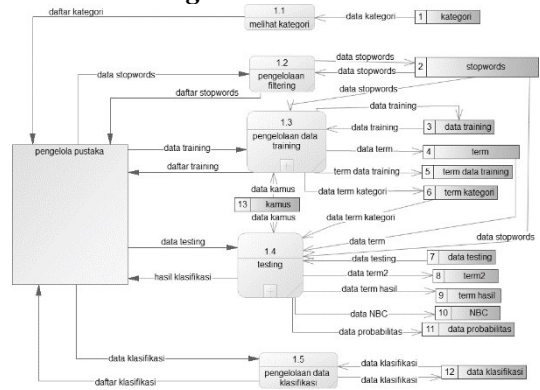 1.1
melihat kategori
daftar kategori
data kategori
1 kategori
1.2
pengelolaan
filtering
data stopwords
data stopwords
data stopwords
2 stopwords
daftar stopwords
data stopwords
data training
1.3
pengelolaan data
training
data training
3 data training
pengelola pustaka
data training
daftar training
data term
4 term
term data training
5 term data training
data term kategori
6 term kategori
data kamus
13 kamus
data kamus
data term kategori
data stopwords
data term
1.4
testing
data testing
hasil klasifikasi
data testing
7 data testing
data term2
8 term2
data term hasil
9 term hasil
data NBC
10 NBC
data probabilitas
11 data probabilitas
1.5
pengelolaan data
klasifikasi
data klasifikasi
daftar klasifikasi
data klasifikasi
data klasifikasi
12 data klasifikasi